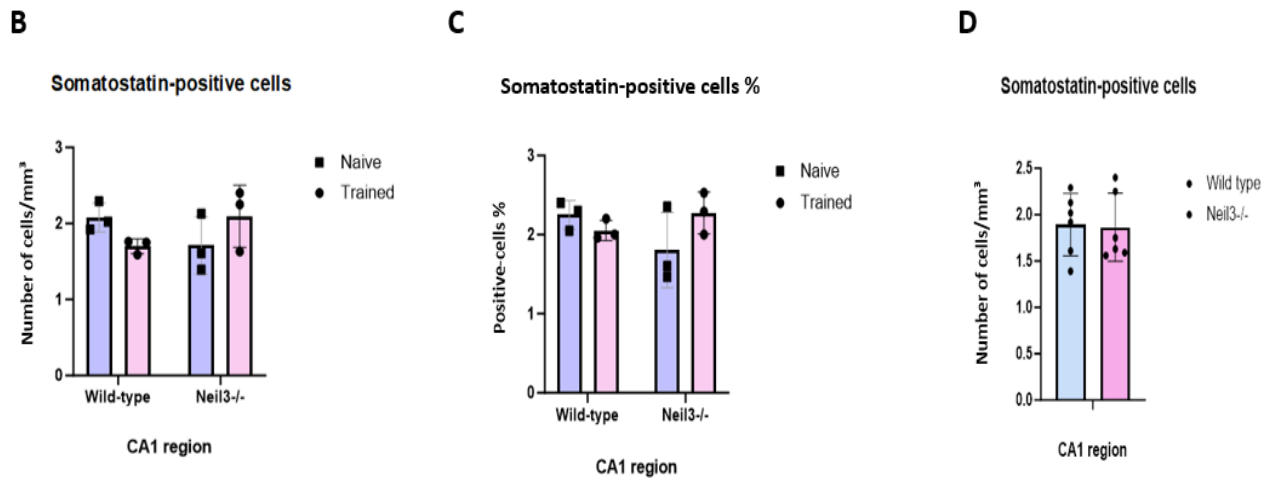 B
Somatostatin-positive cells
Number of cells/mm³
3
2
1
0
Naive
Trained
Wild-type
Neil3-/-
CA1 region
C
Somatostatin-positive cells %
Positive-cells %
3
2
1
0
Naive
Trained
Wild-type
Neil3-/-
CA1 region
D
Somatostatin-positive cells
Number of cells/mm³
2.5
2.0
1.5
1.0
0.5
0.0
Wild type
Neil3-/-
CA1 region